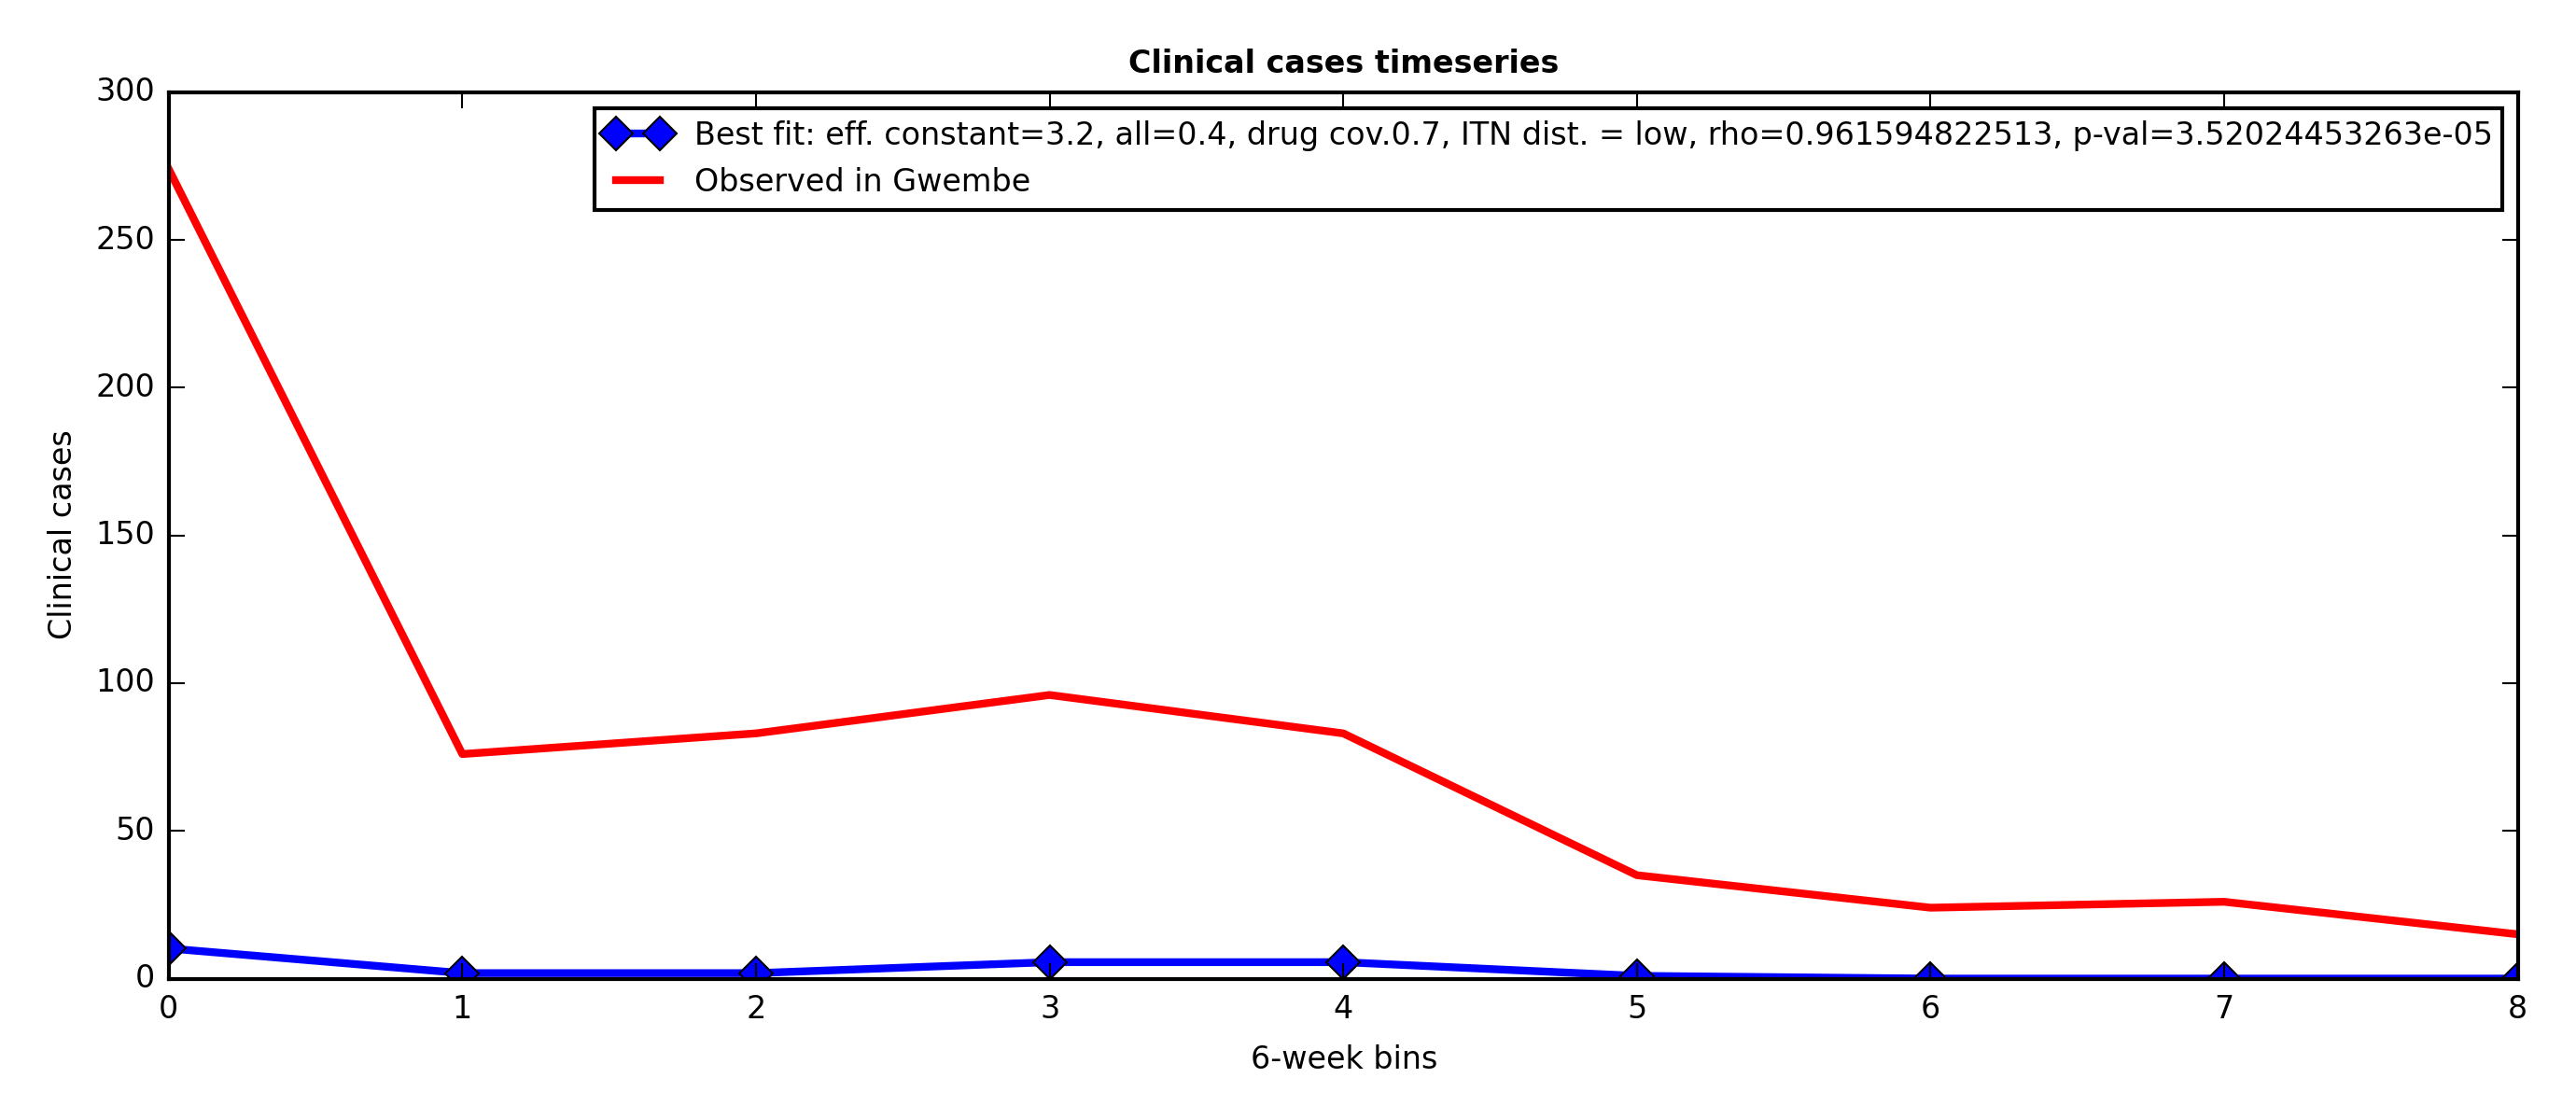 Clinical cases timeseries
300
250
200
150
100
50
0
Clinical cases
Best fit: eff. constant=3.2, all=0.4, drug cov.0.7, ITN dist. = low, rho=0.961594822513, p-val=3.52024453263e-05
Observed in Gwembe
0 1 2 3 4 5 6 7 8
6-week bins